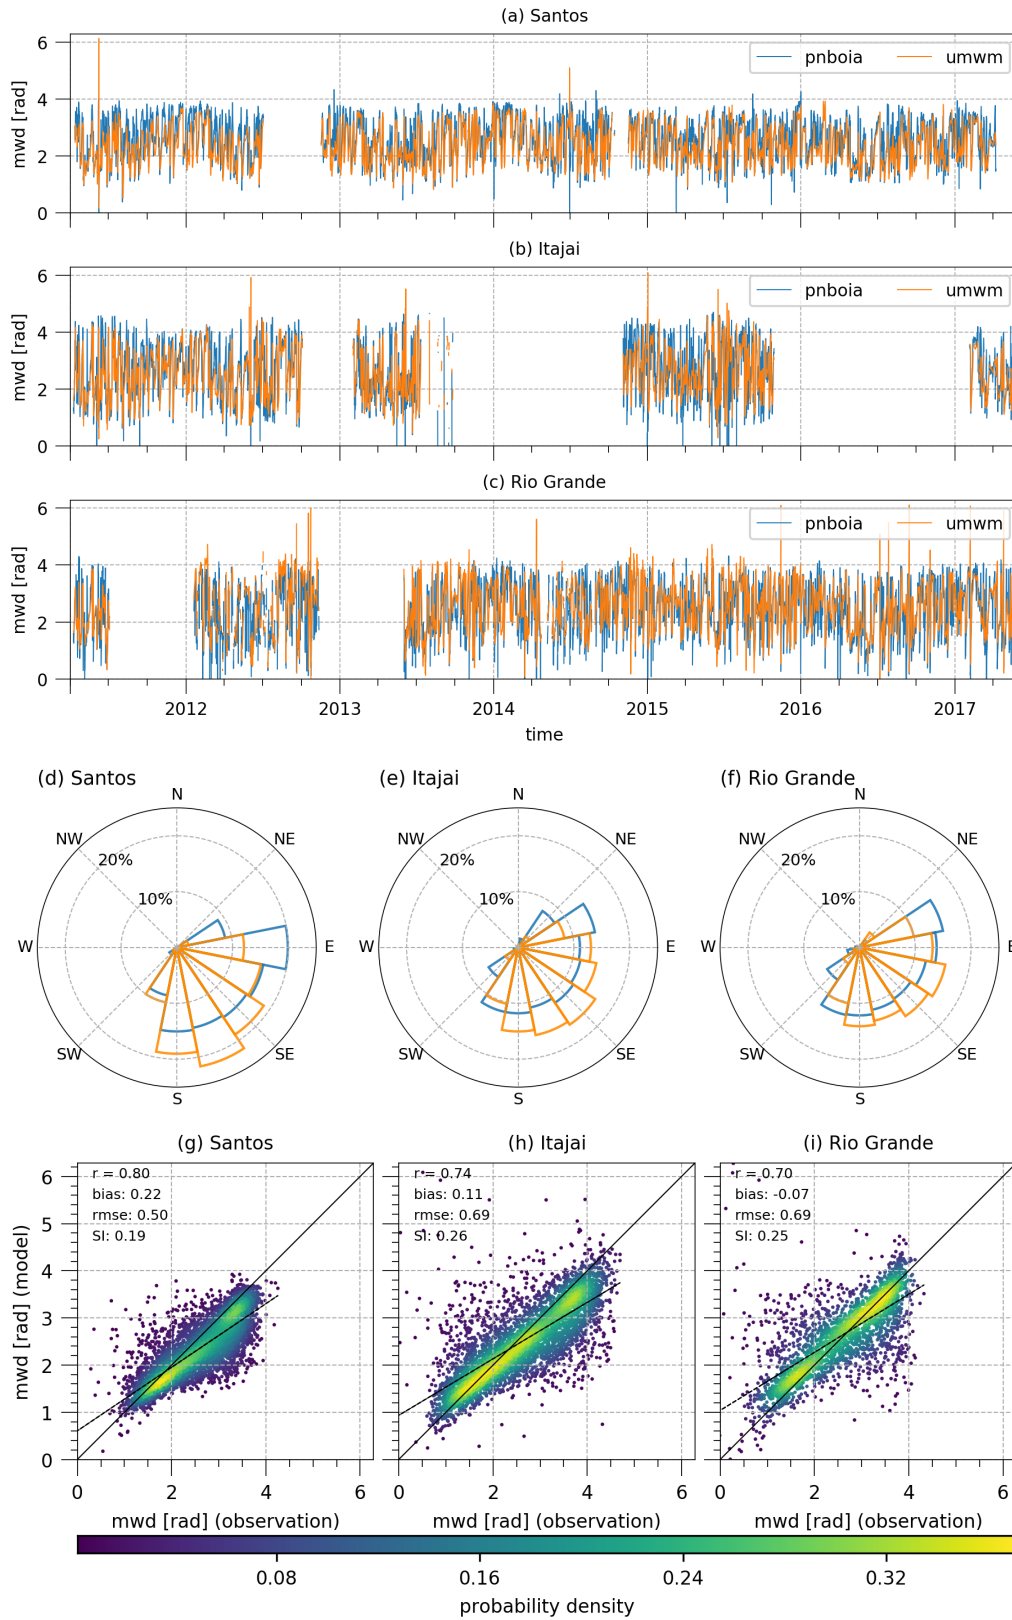 (a) Santos
6
4
2
0
mwd [rad]
pnboia umwm
(b) Itajai
6
4
2
0
mwd [rad]
pnboia umwm
(c) Rio Grande
6
4
2
0
mwd [rad]
pnboia umwm
2012 2013 2014 2015 2016 2017
time
(d) Santos
N
NE
E
SE
S
SW
W
NW
20%
10%
(e) Itajai
N
NE
E
SE
S
SW
W
NW
20%
10%
(f) Rio Grande
N
NE
E
SE
S
SW
W
NW
20%
10%
(g) Santos
r = 0.80
bias: 0.22
rmse: 0.50
SI: 0.19
6
5
4
3
2
1
0
mwd [rad] (model)
0 2 4 6
mwd [rad] (observation)
(h) Itajai
r = 0.74
bias: 0.11
rmse: 0.69
SI: 0.26
0 2 4 6
mwd [rad] (observation)
(i) Rio Grande
r = 0.70
bias: -0.07
rmse: 0.69
SI: 0.25
0 2 4 6
mwd [rad] (observation)
0.08 0.16 0.24 0.32
probability density